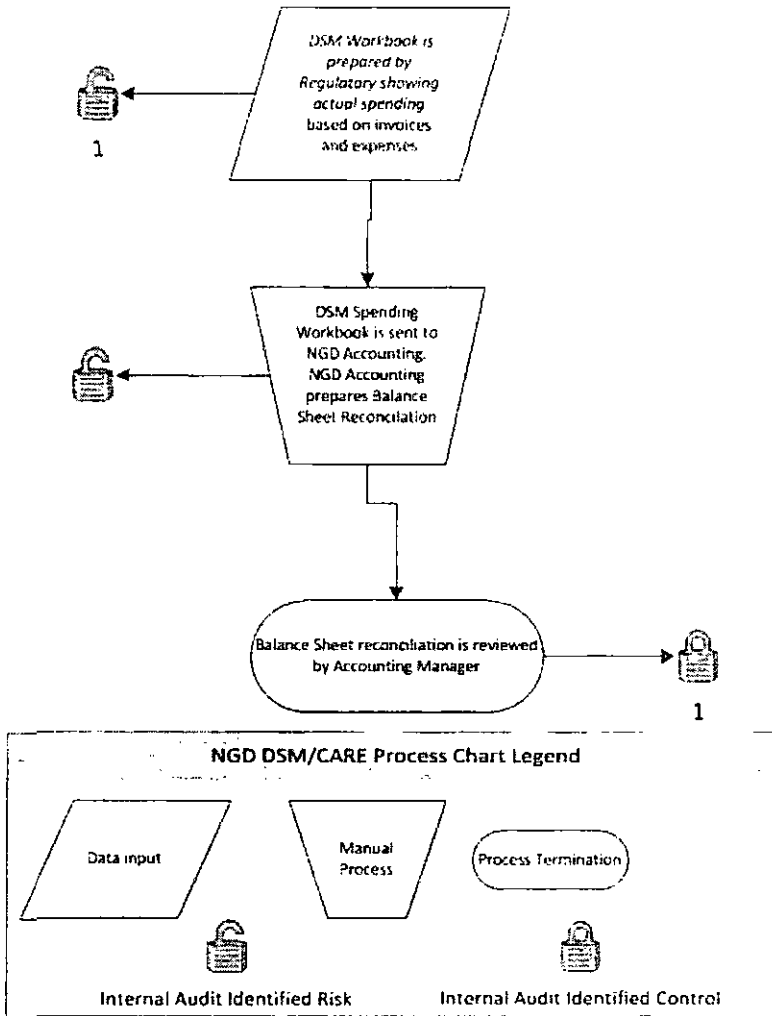 DSM Workbook is
prepared by
Regulatory showing
actual spending
based on invoices
and expenses
1
DSM Spending
Workbook is sent to
NGD Accounting.
NGD Accounting
prepares Balance
Sheet Reconcilation
Balance Sheet reconciliation is reviewed
by Accounting Manager
1
NGD DSM/CARE Process Chart Legend
Data input
Manual
Process
Process Termination
Internal Audit Identified Risk
Internal Audit Identified Control